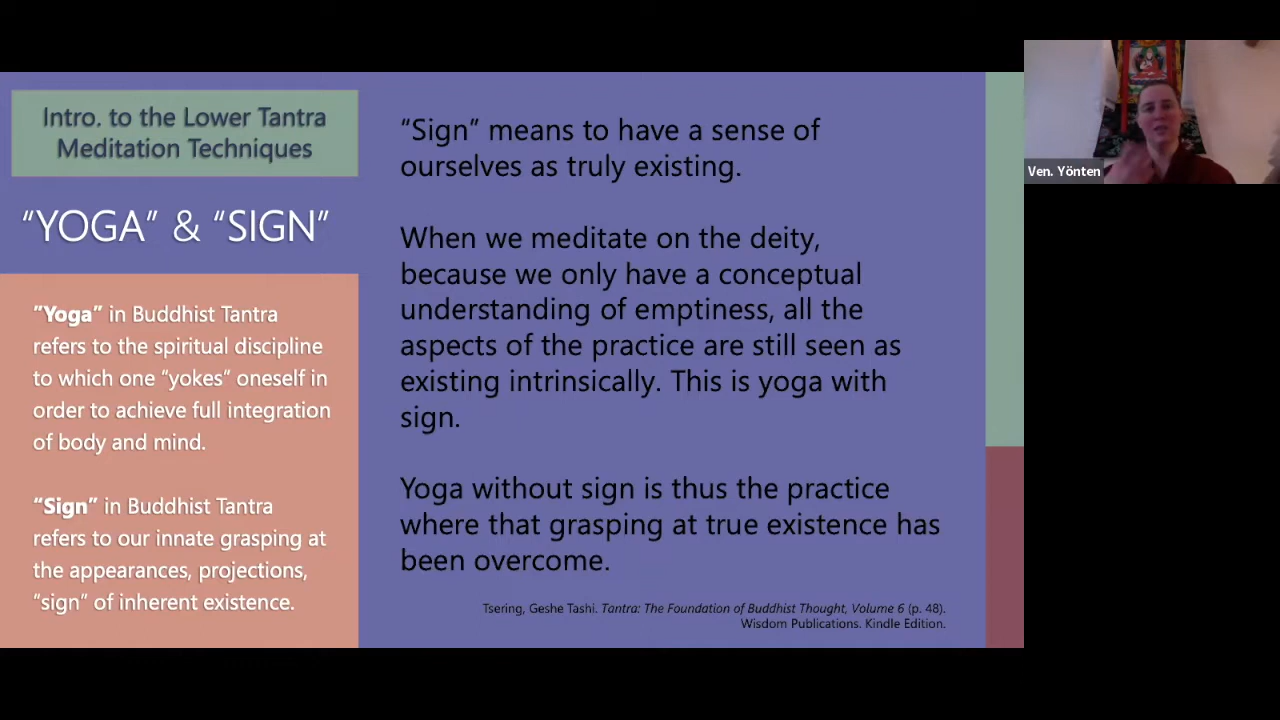 Intro. to the Lower Tantra
Meditation Techniques
“YOGA” & “SIGN”
“Yoga” in Buddhist Tantra
refers to the spiritual discipline
to which one “yokes” oneself in
order to achieve full integration
of body and mind.
“Sign” in Buddhist Tantra
refers to our innate grasping at
the appearances, projections,
“sign” of inherent existence.
“Sign” means to have a sense of
ourselves as truly existing.
When we meditate on the deity,
because we only have a conceptual
understanding of emptiness, all the
aspects of the practice are still seen as
existing intrinsically. This is yoga with
sign.
Yoga without sign is thus the practice
where that grasping at true existence has
been overcome.
Tsering, Geshe Tashi. Tantra: The Foundation of Buddhist Thought, Volume 6 (p. 48).
Wisdom Publications. Kindle Edition.
Ven. Yönten